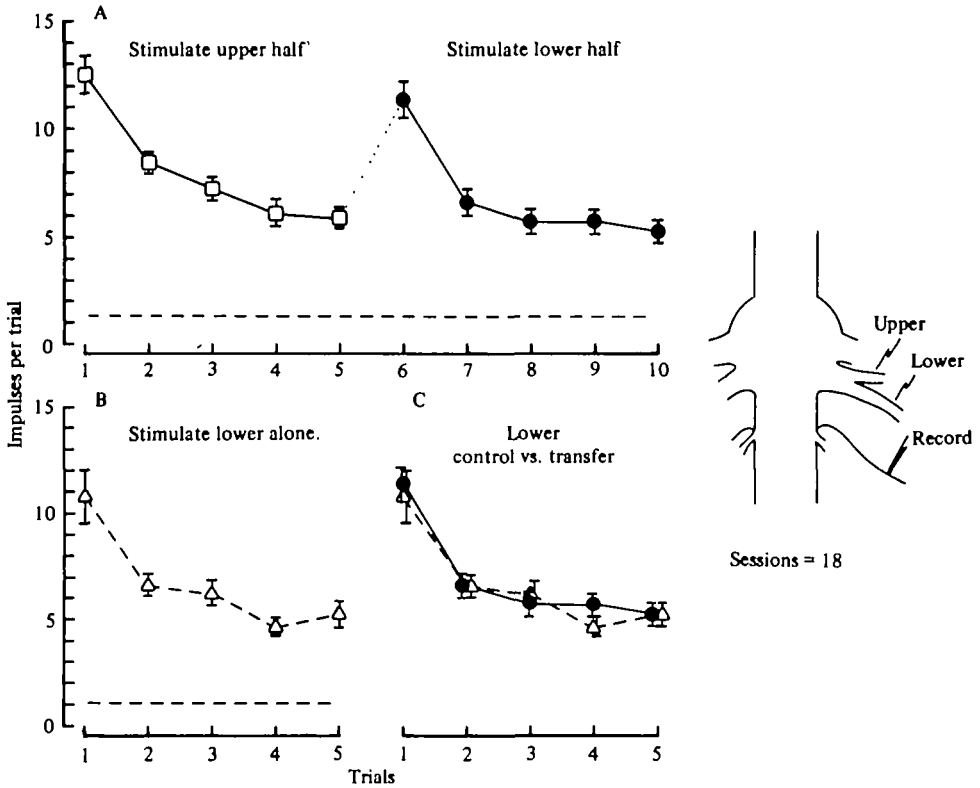 A
Stimulate upper half
Stimulate lower half
15
10
5
0
1 2 3 4 5 6 7 8 9 10
Impulses per trial
B
Stimulate lower alone.
15
10
5
0
1 2 3 4 5
C
Lower
control vs. transfer
1 2 3 4 5
Trials
Upper
Lower
Record
Sessions = 18